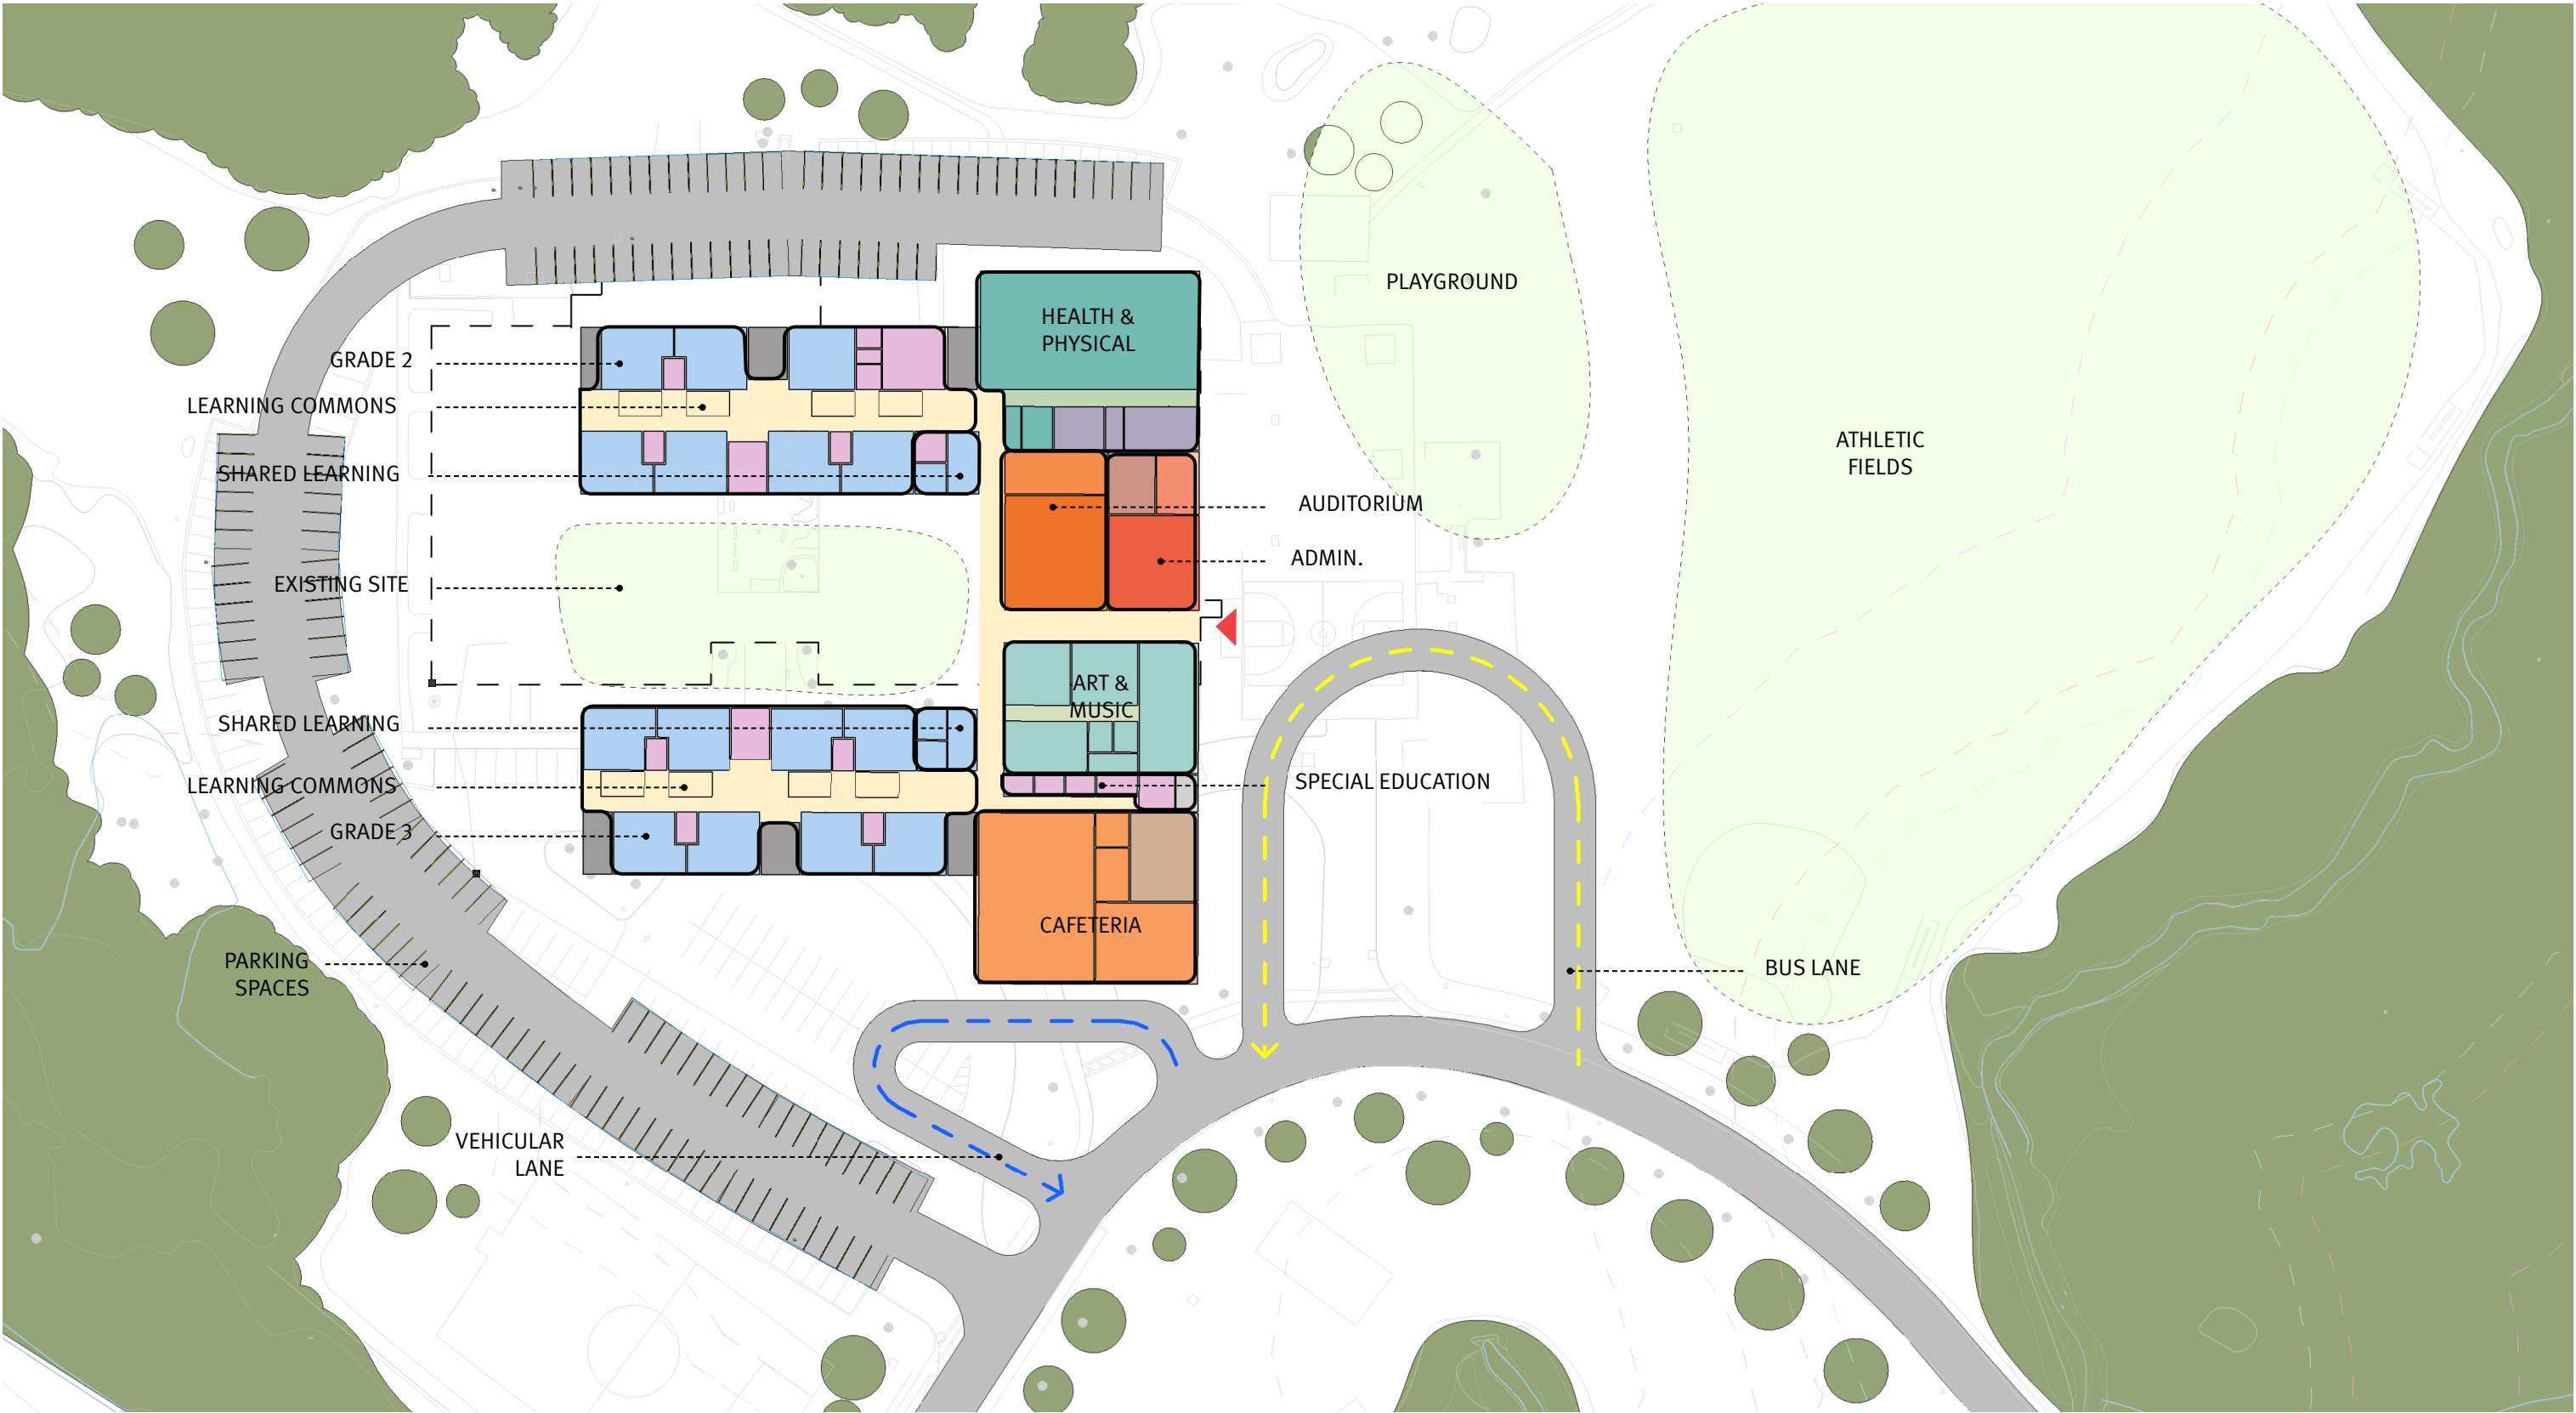 PLAYGROUND
HEALTH &
PHYSICAL
GRADE 2
LEARNING COMMONS
ATHLETIC
FIELDS
SHARED LEARNING
AUDITORIUM
ADMIN.
EXISTING SITE
ART &
MUSIC
SHARED LEARNING
SPECIAL EDUCATION
LEARNING COMMONS
GRADE 3
CAFETERIA
PARKING
SPACES
BUS LANE
VEHICULAR
LANE